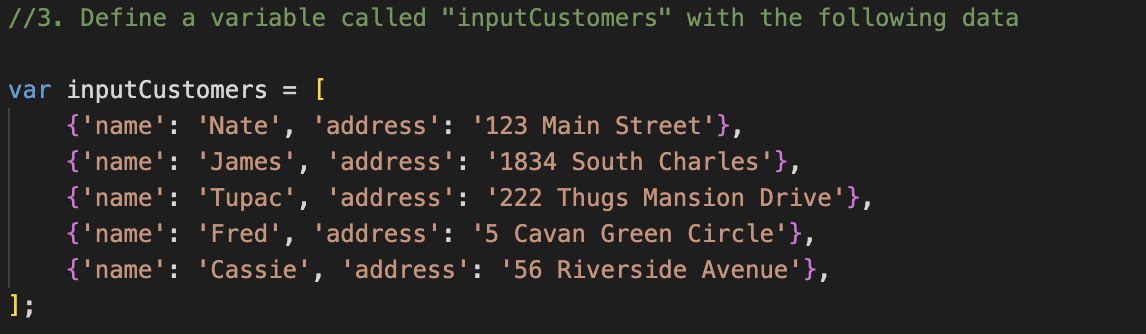 //3. Define a variable called "inputCustomers" with the following data
var inputCustomers = [
{'name': 'Nate', 'address': '123 Main Street'},
{'name': 'James', 'address': '1834 South Charles'},
{'name': 'Tupac', 'address': '222 Thugs Mansion Drive'},
{'name': 'Fred', 'address': '5 Cavan Green Circle'},
{'name': 'Cassie', 'address': '56 Riverside Avenue'},
];